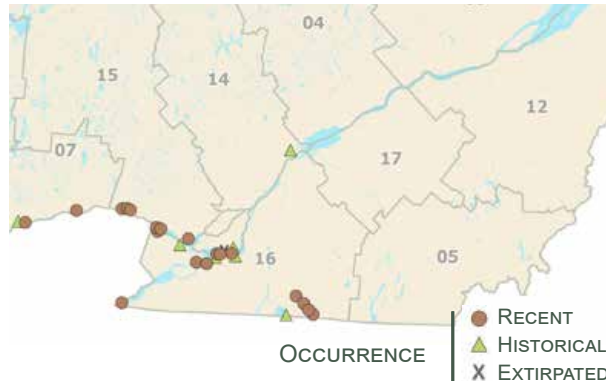 04
15
14
12
07
17
16
05
OCCURRENCE
RECENT
HISTORICAL
X EXTIRPATED